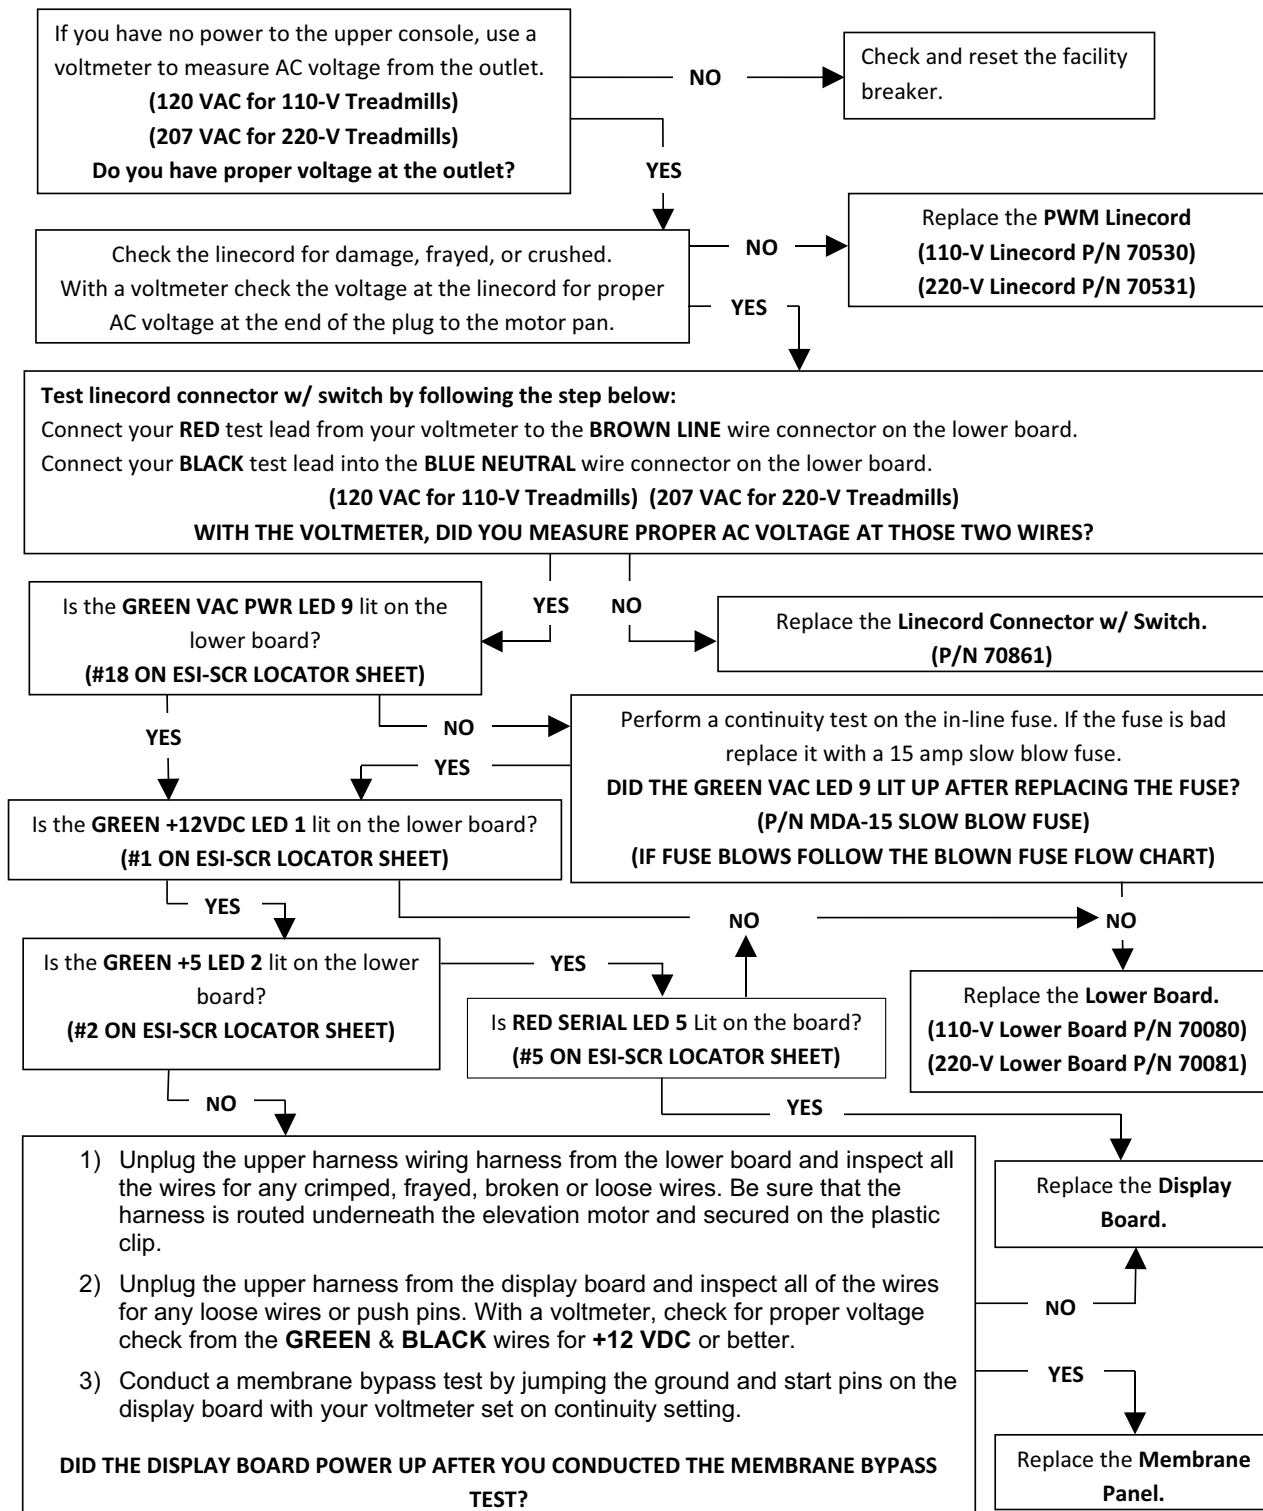 If you have no power to the upper console, use a
voltmeter to measure AC voltage from the outlet.
(120 VAC for 110-V Treadmills)
(207 VAC for 220-V Treadmills)
Do you have proper voltage at the outlet?
NO
Check and reset the facility
breaker.
YES
Check the linecord for damage, frayed, or crushed.
With a voltmeter check the voltage at the linecord for proper
AC voltage at the end of the plug to the motor pan.
NO
Replace the PWM Linecord
(110-V Linecord P/N 70530)
(220-V Linecord P/N 70531)
YES
Test linecord connector w/ switch by following the step below:
Connect your RED test lead from your voltmeter to the BROWN LINE wire connector on the lower board.
Connect your BLACK test lead into the BLUE NEUTRAL wire connector on the lower board.
(120 VAC for 110-V Treadmills) (207 VAC for 220-V Treadmills)
WITH THE VOLTMETER, DID YOU MEASURE PROPER AC VOLTAGE AT THOSE TWO WIRES?
YES
NO
Is the GREEN VAC PWR LED 9 lit on the
lower board?
(#18 ON ESI-SCR LOCATOR SHEET)
Replace the Linecord Connector w/ Switch.
(P/N 70861)
YES
NO
Perform a continuity test on the in-line fuse. If the fuse is bad
replace it with a 15 amp slow blow fuse.
DID THE GREEN VAC LED 9 LIT UP AFTER REPLACING THE FUSE?
(P/N MDA-15 SLOW BLOW FUSE)
(IF FUSE BLOWS FOLLOW THE BLOWN FUSE FLOW CHART)
YES
Is the GREEN +12VDC LED 1 lit on the lower board?
(#1 ON ESI-SCR LOCATOR SHEET)
YES
NO
NO
Is the GREEN +5 LED 2 lit on the lower
board?
(#2 ON ESI-SCR LOCATOR SHEET)
YES
Is RED SERIAL LED 5 Lit on the board?
(#5 ON ESI-SCR LOCATOR SHEET)
Replace the Lower Board.
(110-V Lower Board P/N 70080)
(220-V Lower Board P/N 70081)
NO
YES
1) Unplug the upper harness wiring harness from the lower board and inspect all
the wires for any crimped, frayed, broken or loose wires. Be sure that the
harness is routed underneath the elevation motor and secured on the plastic
clip.
2) Unplug the upper harness from the display board and inspect all of the wires
for any loose wires or push pins. With a voltmeter, check for proper voltage
check from the GREEN & BLACK wires for +12 VDC or better.
3) Conduct a membrane bypass test by jumping the ground and start pins on the
display board with your voltmeter set on continuity setting.
DID THE DISPLAY BOARD POWER UP AFTER YOU CONDUCTED THE MEMBRANE BYPASS
TEST?
Replace the Display
Board.
NO
YES
Replace the Membrane
Panel.